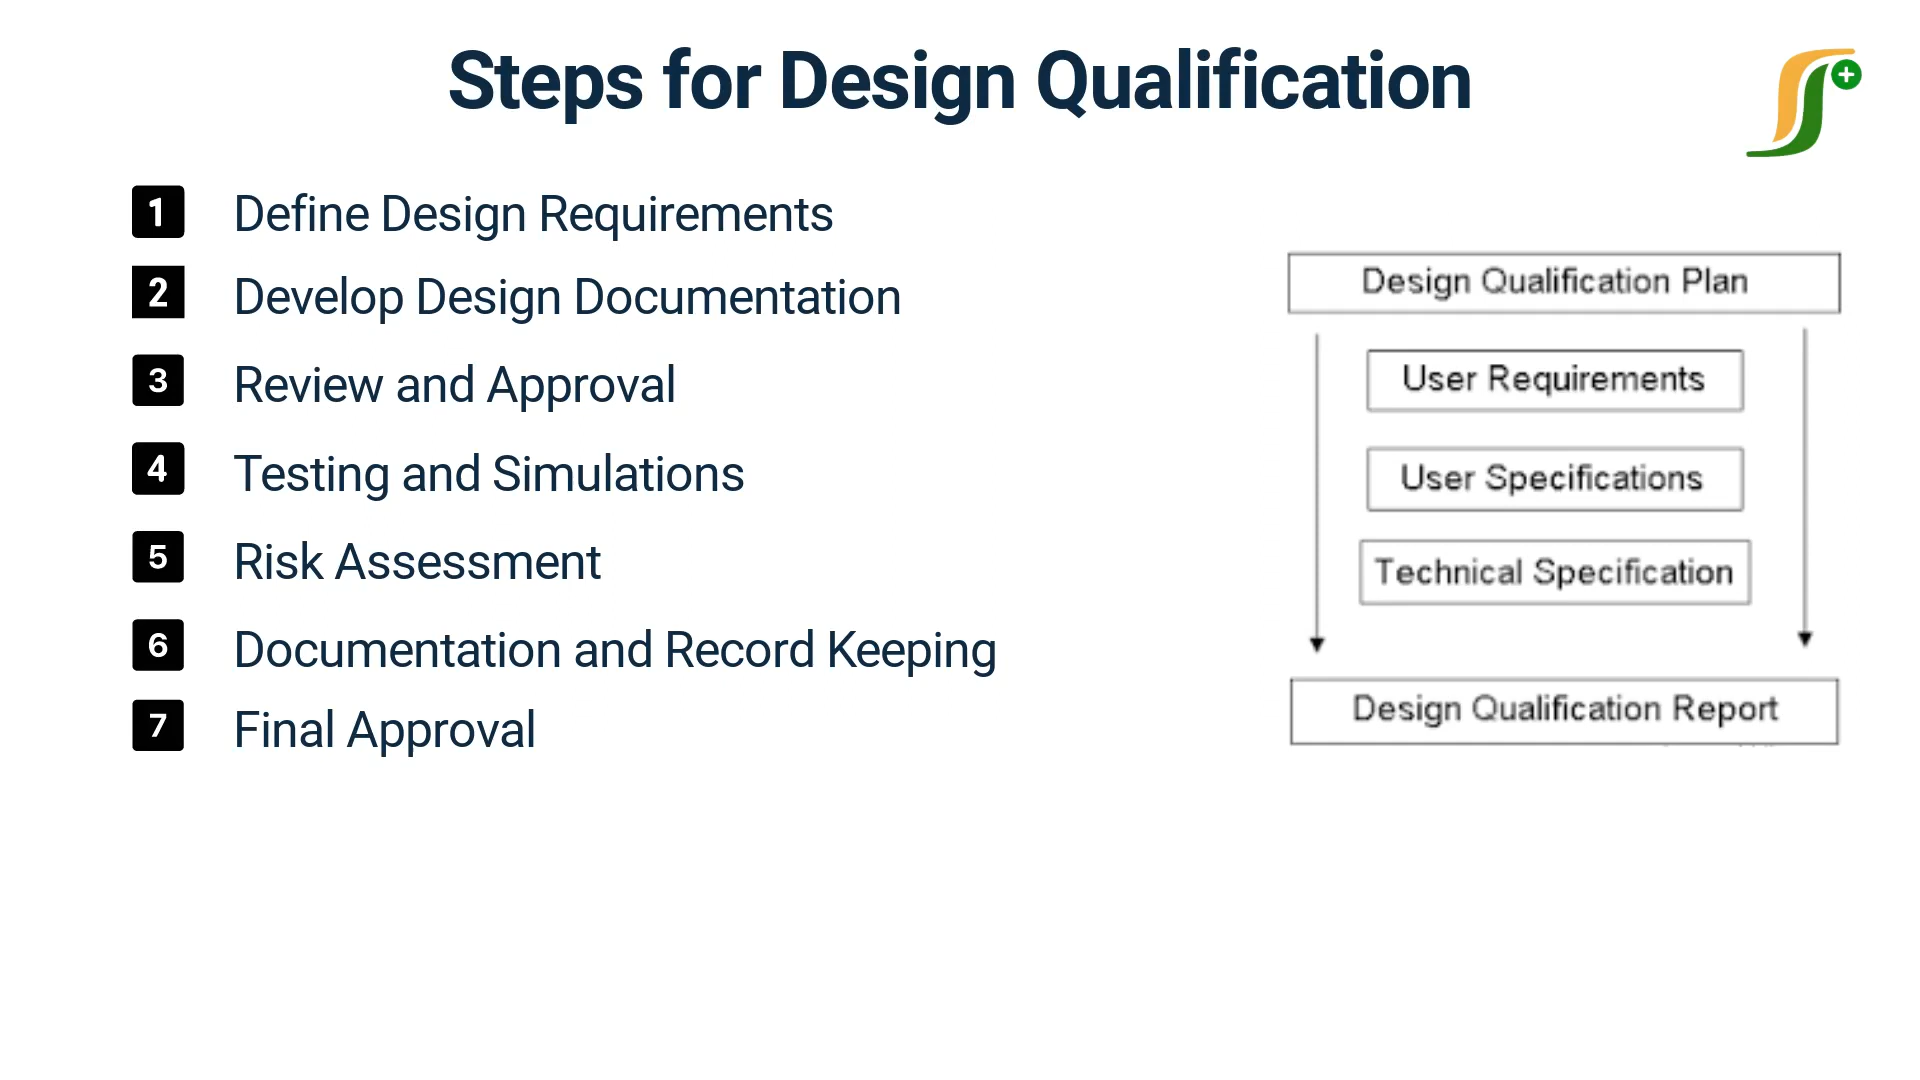 Steps for Design Qualification
1 Define Design Requirements
2 Develop Design Documentation
3 Review and Approval
4 Testing and Simulations
5 Risk Assessment
6 Documentation and Record Keeping
7 Final Approval
Design Qualification Plan
User Requirements
User Specifications
Technical Specification
Design Qualification Report